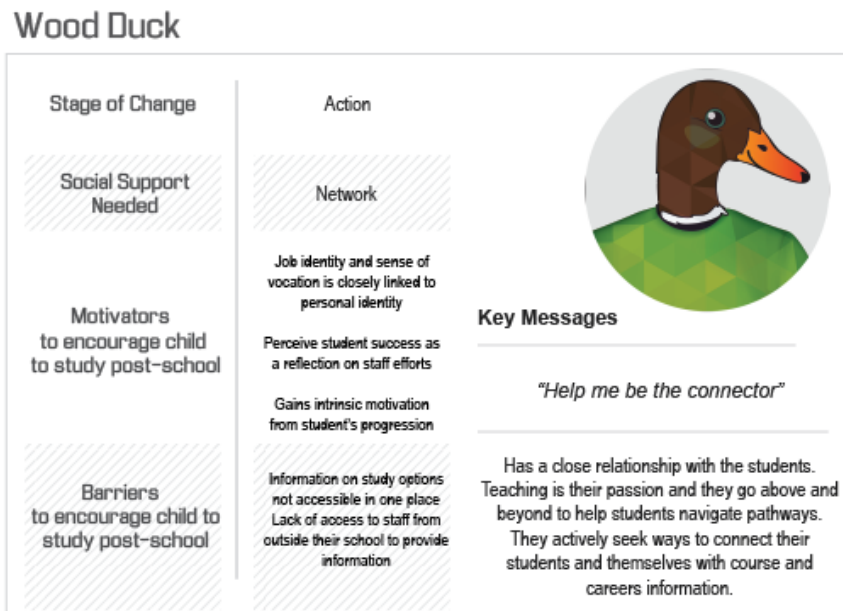 Wood Duck
Stage of Change
Action
Social Support
Needed
Network
Motivators
to encourage child
to study post-school
Job identity and sense of
vocation is closely linked to
personal identity
Perceive student success as
a reflection on staff efforts
Gains intrinsic motivation
from student's progression
Barriers
to encourage child to
study post-school
Information on study options
not accessible in one place
Lack of access to staff from
outside their school to provide
information
Key Messages
“Help me be the connector”
Has a close relationship with the students.
Teaching is their passion and they go above and
beyond to help students navigate pathways.
They actively seek ways to connect their
students and themselves with course and
careers information.